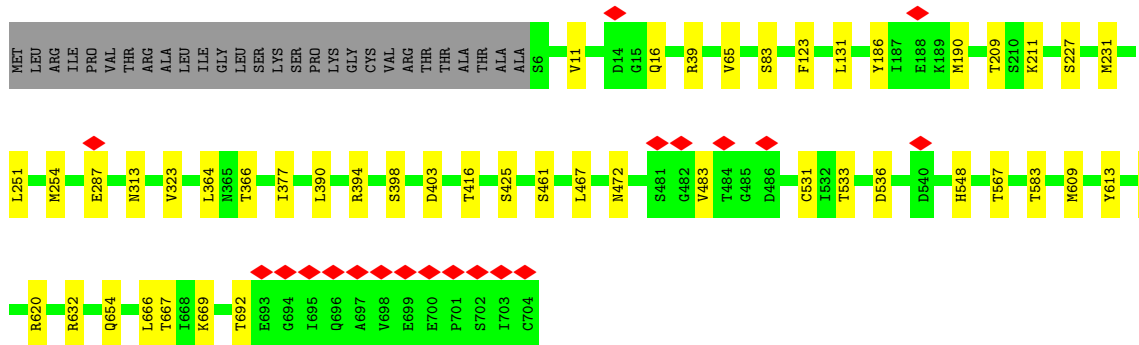 MET LEU ARG ILE PRO VAL THR ARG ALA LEU ILE GLY LEU SER LYS SER PRO LYS GLY CYS VAL ARG THR THR ALA THR ALA ALA S6 V11 D14 G15 Q16 R39 V65 S83 F123 L131 Y186 I187 E188 K189 M190 T209 S210 K211 S227 M231
L251 M254 E287 N313 V323 L364 N365 T366 I377 L390 R394 S398 D403 T416 S425 S461 L467 N472 S481 G482 V483 T484 G485 D486 C531 I532 T533 D536 D540 H548 T567 T583 M609 Y613
R620 R632 Q654 L666 T667 I668 K669 T692 E693 G694 I695 Q696 A697 V698 E699 E700 P701 S702 I703 C704